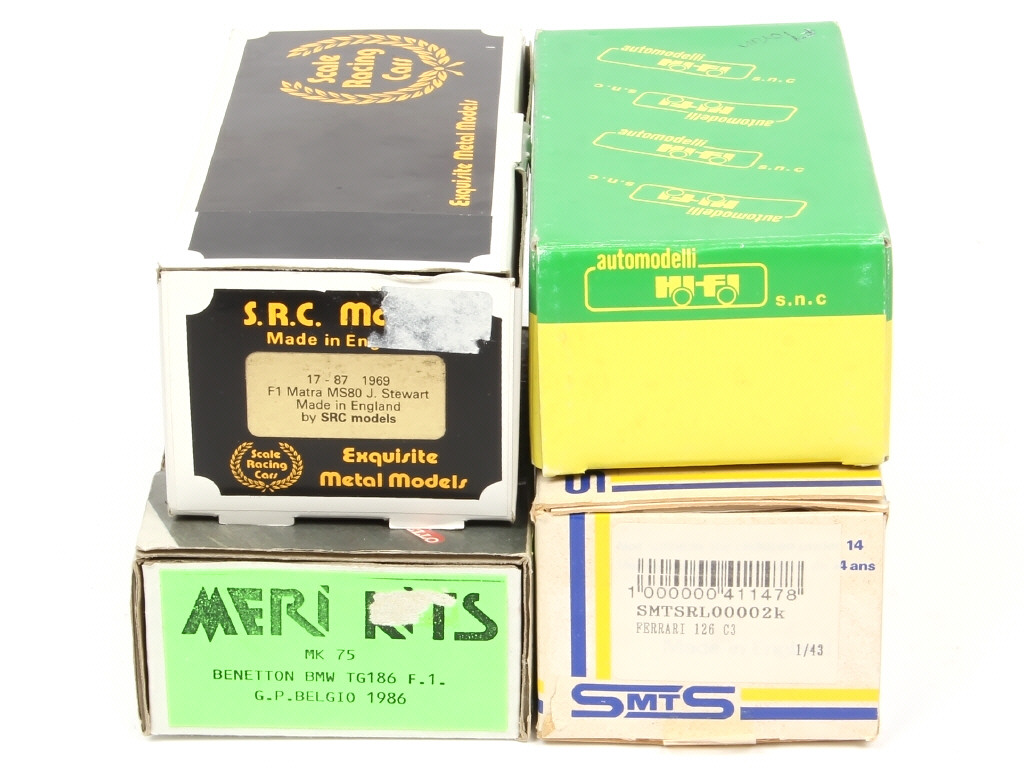 Scale
Racing
Cars
Exquisite Metal Models
S.R.C. Mo
Made in Eng
17 - 87 1969
F1 Matra MS80 J. Stewart
Made in England
by SRC models
Scale
Racing
Cars
Exquisite
Metal Models
automodelli
HI-FI
s.n.c
automodelli
HI-FI
s.n.c
automodelli
HI-FI
s.n.c
automodelli
HI-FI
s.n.c
automodelli
HI-FI
s.n.c
MERI KITS
MK 75
BENETTON BMW TG186 F.1.
G.P.BELGIO 1986
14
4 ans
1 000000 411478
SMTSRL00002k
FERRARI 126 C3
1/43
SMTS